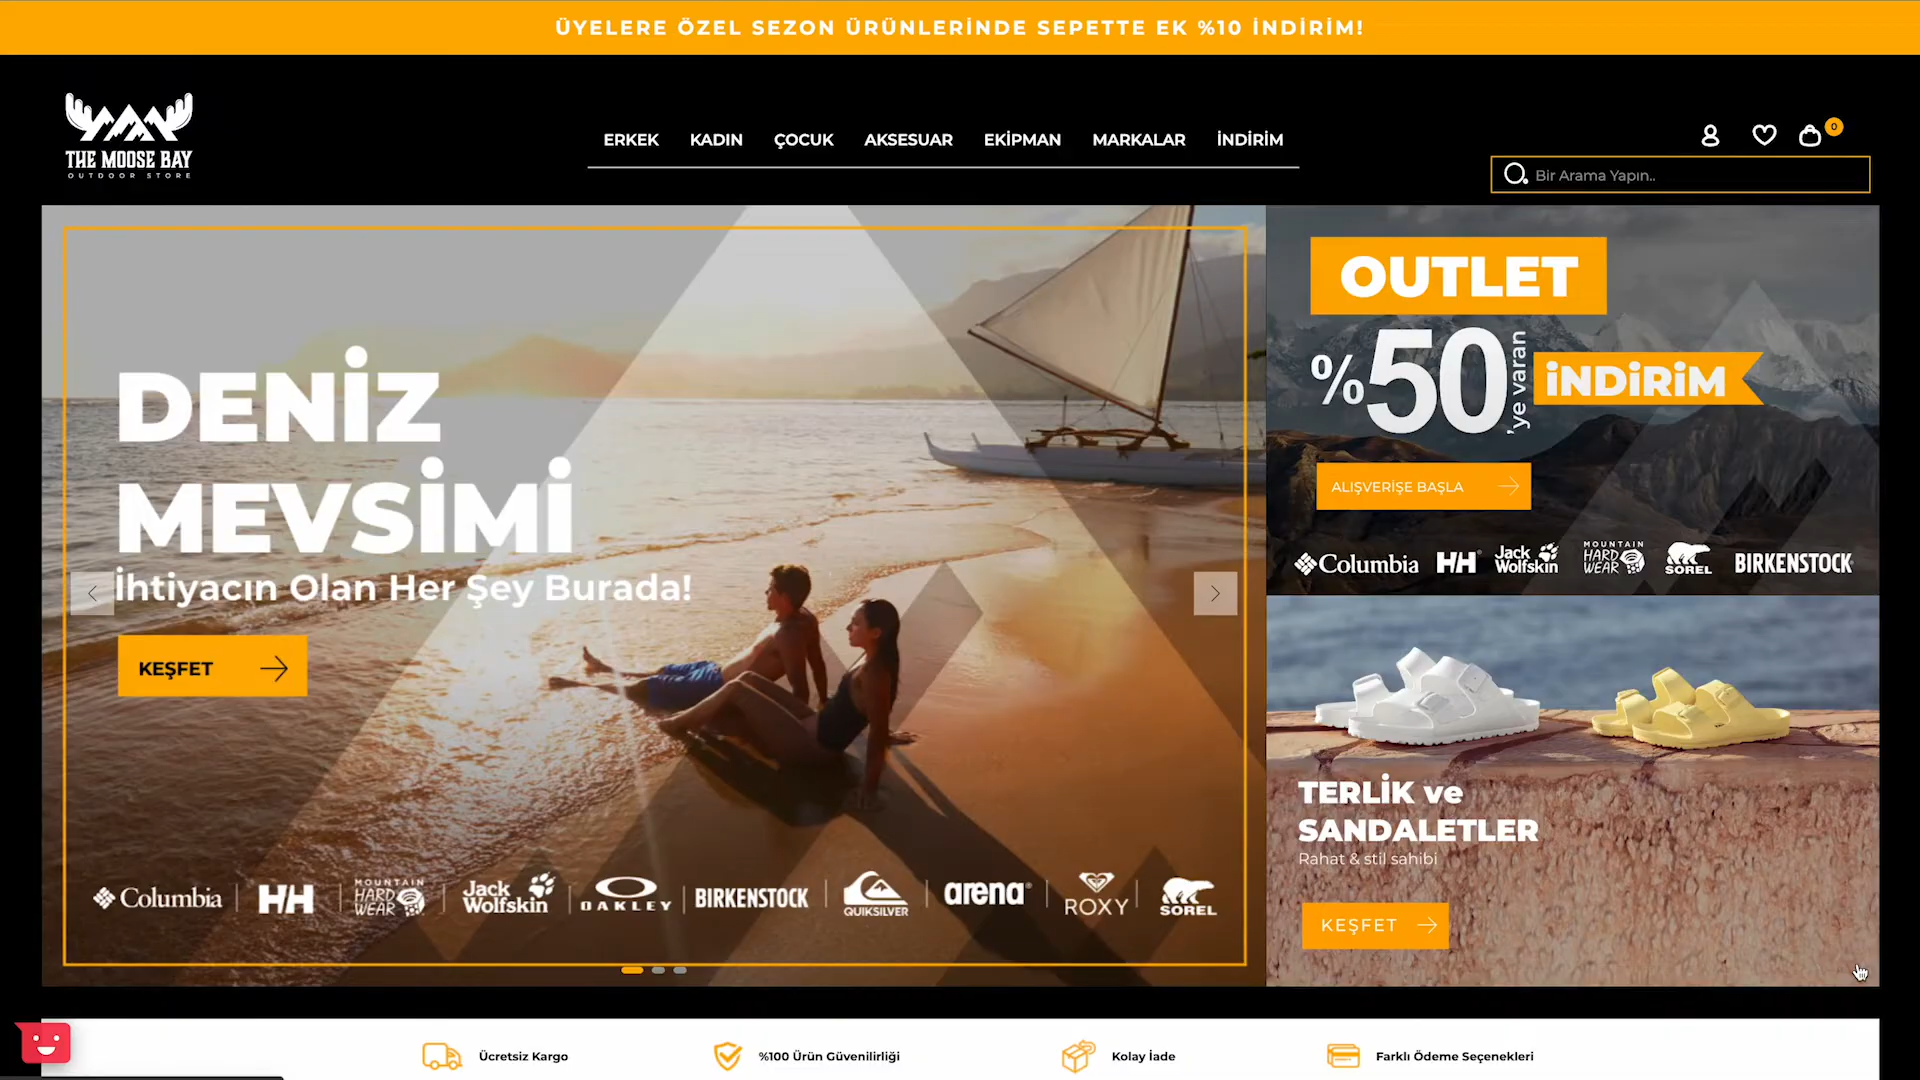 ÜYELERE ÖZEL SEZON ÜRÜNLERİNDE SEPETTE EK %10 İNDİRİM!
THE MOOSE BAY
OUTDOOR STORE
ERKEK KADIN ÇOCUK AKSESUAR EKİPMAN MARKALAR İNDİRİM
0
Bir Arama Yapın..
DENİZ
MEVSİMİ
İhtiyacın Olan Her Şey Burada!
KEŞFET
Columbia HH MOUNTAIN HARD WEAR Jack Wolfskin OAKLEY BIRKENSTOCK QUIKSILVER arena ROXY SOREL
OUTLET
%50 'ye varan İNDİRİM
ALIŞVERİŞE BAŞLA
Columbia HH Jack Wolfskin MOUNTAIN HARD WEAR SOREL BIRKENSTOCK
TERLİK ve
SANDALETLER
Rahat & stil sahibi
KEŞFET
Ücretsiz Kargo
%100 Ürün Güvenilirliği
Kolay İade
Farklı Ödeme Seçenekleri